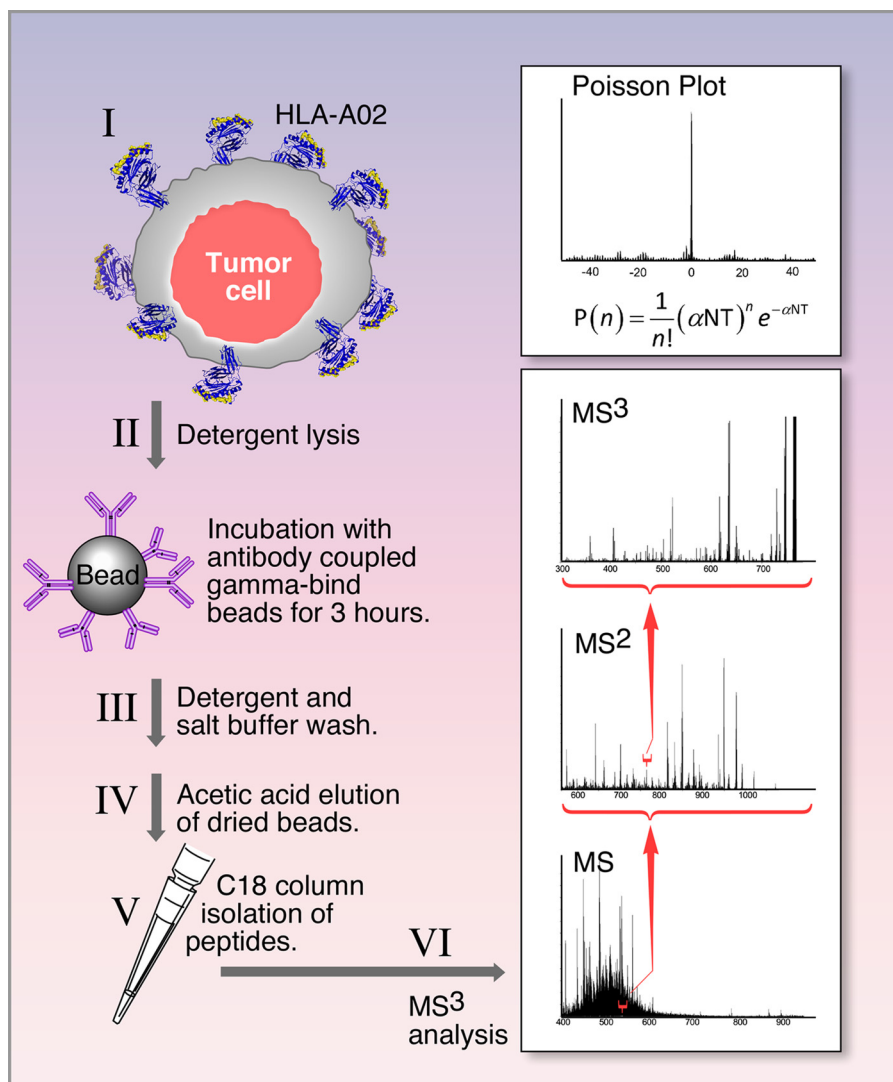 I
HLA-A02
Tumor
cell
II
Detergent lysis
Bead
Incubation with
antibody coupled
gamma-bind
beads for 3 hours.
III
Detergent and
salt buffer wash.
IV
Acetic acid elution
of dried beads.
V
C18 column
isolation of
peptides.
VI
MS³
analysis
Poisson Plot
-40 -20 0 20 40
P(n) = 1/n! (αNT)ⁿ e^−αNT
MS³
300 400 500 600 700
MS²
600 700 800 900 1000
MS
400 500 600 700 800 900